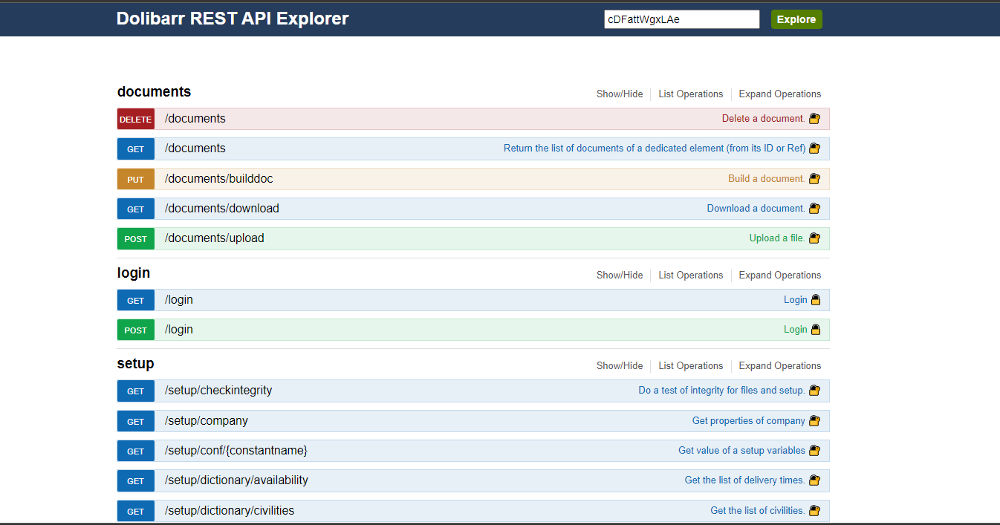 Dolibarr REST API Explorer cDFattWgxLAe Explore
documents Show/Hide List Operations Expand Operations
DELETE /documents Delete a document.
GET /documents Return the list of documents of a dedicated element (from its ID or Ref)
PUT /documents/builddoc Build a document.
GET /documents/download Download a document.
POST /documents/upload Upload a file.
login Show/Hide List Operations Expand Operations
GET /login Login
POST /login Login
setup Show/Hide List Operations Expand Operations
GET /setup/checkintegrity Do a test of integrity for files and setup.
GET /setup/company Get properties of company
GET /setup/conf/{constantname} Get value of a setup variables
GET /setup/dictionary/availability Get the list of delivery times.
GET /setup/dictionary/civilities Get the list of civilities.